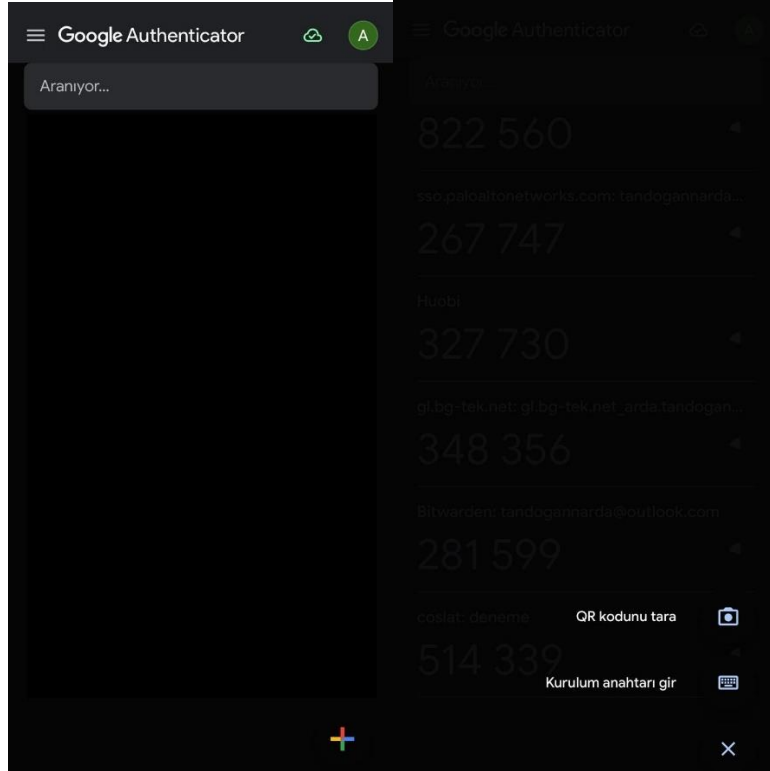 Google Authenticator
A
Aranıyor...
Google Authenticator
A
Aranıyor...
822 560
sso.paloaltonetworks.com: tandogannarda...
267 747
Huobi
327 730
gl.bg-tek.net: gl.bg-tek.net_arda.tandogan...
348 356
Bitwarden: tandogannarda@outlook.com
281 599
coslat: deneme
QR kodunu tara
514 339
Kurulum anahtarı gir